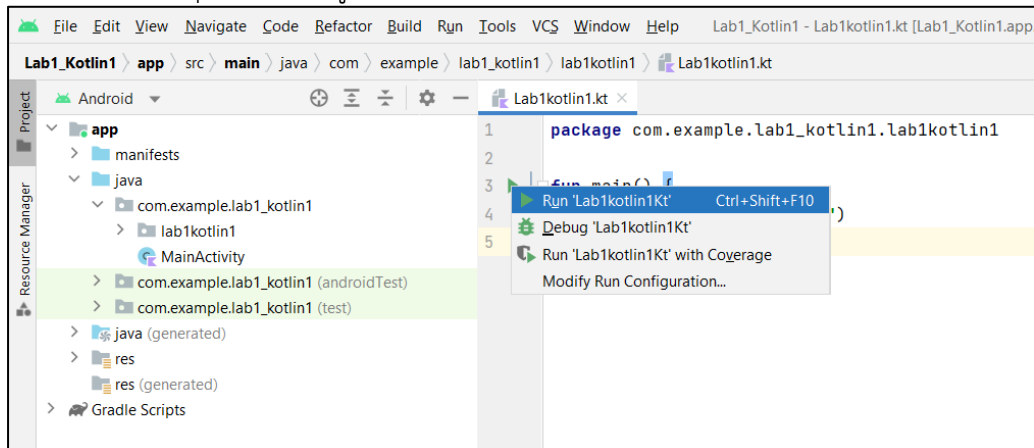 File Edit View Navigate Code Refactor Build Run Tools VCS Window Help Lab1_Kotlin1 - Lab1kotlin1.kt [Lab1_Kotlin1.app
Lab1_Kotlin1 app src main java com example lab1_kotlin1 lab1kotlin1 Lab1kotlin1.kt
Project
Resource Manager
Android
app
manifests
java
com.example.lab1_kotlin1
lab1kotlin1
MainActivity
com.example.lab1_kotlin1 (androidTest)
com.example.lab1_kotlin1 (test)
java (generated)
res
res (generated)
Gradle Scripts
Lab1kotlin1.kt
1 package com.example.lab1_kotlin1.lab1kotlin1
2
3 fun main() {
4 ')
5
Run 'Lab1kotlin1Kt' Ctrl+Shift+F10
Debug 'Lab1kotlin1Kt'
Run 'Lab1kotlin1Kt' with Coverage
Modify Run Configuration...